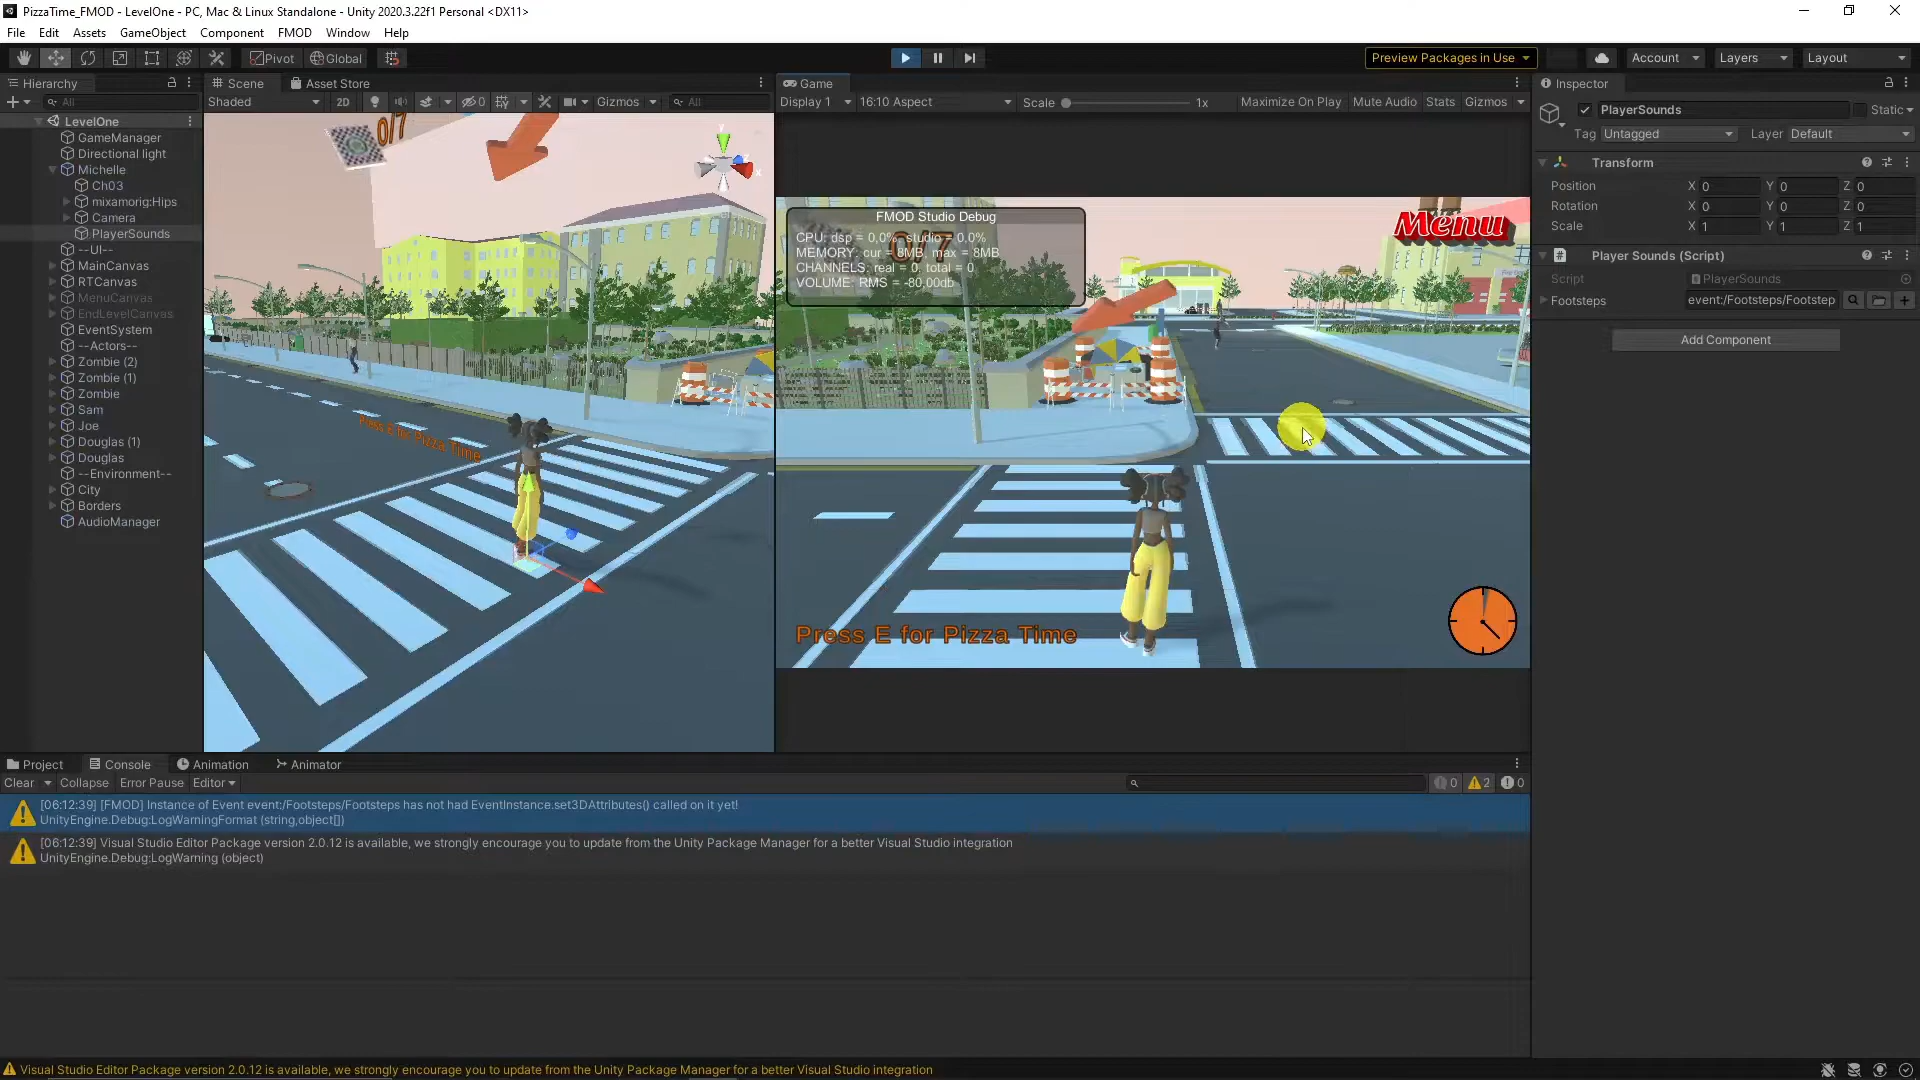 PizzaTime_FMOD - LevelOne - PC, Mac & Linux Standalone - Unity 2020.3.22f1 Personal <DX11>
File Edit Assets GameObject Component FMOD Window Help
Pivot Global Preview Packages in Use Account Layers Layout
Hierarchy
All
LevelOne
GameManager
Directional light
Michelle
Ch03
mixamorig:Hips
Camera
PlayerSounds
--UI--
MainCanvas
RTCanvas
MenuCanvas
EndLevelCanvas
EventSystem
--Actors--
Zombie (2)
Zombie (1)
Zombie
Sam
Joe
Douglas (1)
Douglas
--Environment--
City
Borders
AudioManager
Scene Asset Store
Shaded 2D 0 Gizmos All
0/7
Press E for Pizza Time
Game
Display 1 16:10 Aspect Scale 1x Maximize On Play Mute Audio Stats Gizmos
FMOD Studio Debug
CPU: dsp = 0,0% studio = 0,0%
MEMORY: cur = 8MB, max = 8MB
CHANNELS: real = 0, total = 0
VOLUME: RMS = -80,00db
0/7
Menu
Press E for Pizza Time
Inspector
PlayerSounds Static
Tag Untagged Layer Default
Transform
Position X 0 Y 0 Z 0
Rotation X 0 Y 0 Z 0
Scale X 1 Y 1 Z 1
Player Sounds (Script)
Script PlayerSounds
Footsteps event:/Footsteps/Footstep
Add Component
Project Console Animation Animator
Clear Collapse Error Pause Editor 0 2 0
[06:12:39] [FMOD] Instance of Event event:/Footsteps/Footsteps has not had EventInstance.set3DAttributes() called on it yet!
UnityEngine.Debug:LogWarningFormat (string,object[])
[06:12:39] Visual Studio Editor Package version 2.0.12 is available, we strongly encourage you to update from the Unity Package Manager for a better Visual Studio integration
UnityEngine.Debug:LogWarning (object)
Visual Studio Editor Package version 2.0.12 is available, we strongly encourage you to update from the Unity Package Manager for a better Visual Studio integration